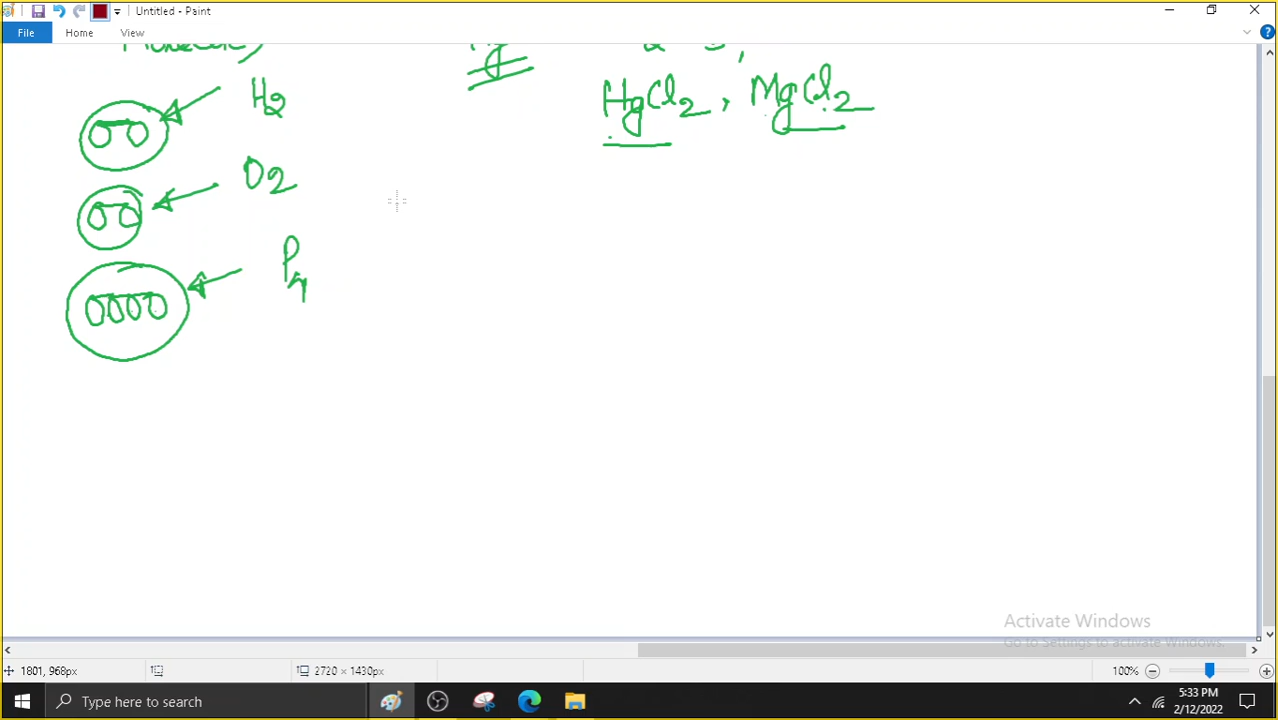 Untitled - Paint
File Home View
HgCl2, MgCl2
H2
O2
P4
Activate Windows
Go to Settings to activate Windows.
1801, 968px
2720 × 1430px
100%
Type here to search
5:33 PM
2/12/2022